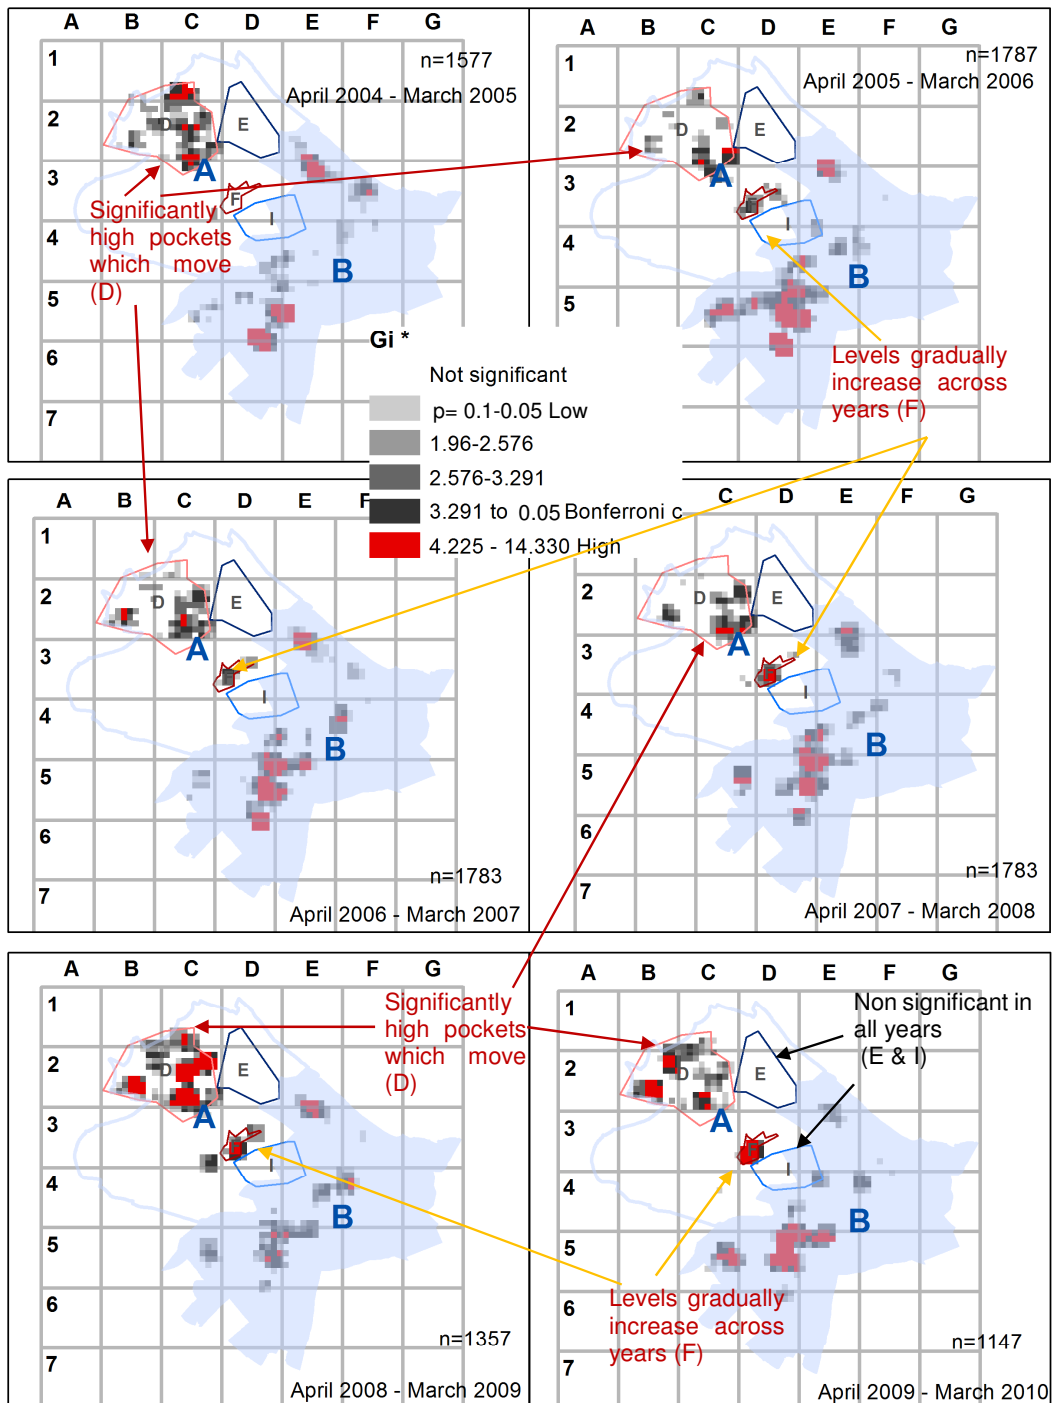 A B C D E F G
1
2
3
4
5
6
7
n=1577
April 2004 - March 2005
D
E
F
I
A
B
Significantly
high pockets
which move
(D)
A B C D E F G
1
2
3
4
5
n=1787
April 2005 - March 2006
D
E
F
I
A
B
Levels gradually
increase across
years (F)
Gi *
Not significant
p= 0.1-0.05 Low
1.96-2.576
2.576-3.291
3.291 to 0.05 Bonferroni c
4.225 - 14.330 High
A B C D E F
1
2
3
4
5
6
7
D
F
I
A
B
n=1783
April 2006 - March 2007
C D E F G
2
3
4
5
6
7
D
E
I
A
B
n=1783
April 2007 - March 2008
A B C D E F G
1
2
3
4
5
6
7
D
E
F
I
A
B
Significantly
high pockets
which move
(D)
n=1357
April 2008 - March 2009
A B C D E F G
1
2
3
4
5
6
7
Non significant in
all years
(E & I)
D
E
F
I
A
B
Levels gradually
increase across
years (F)
n=1147
April 2009 - March 2010